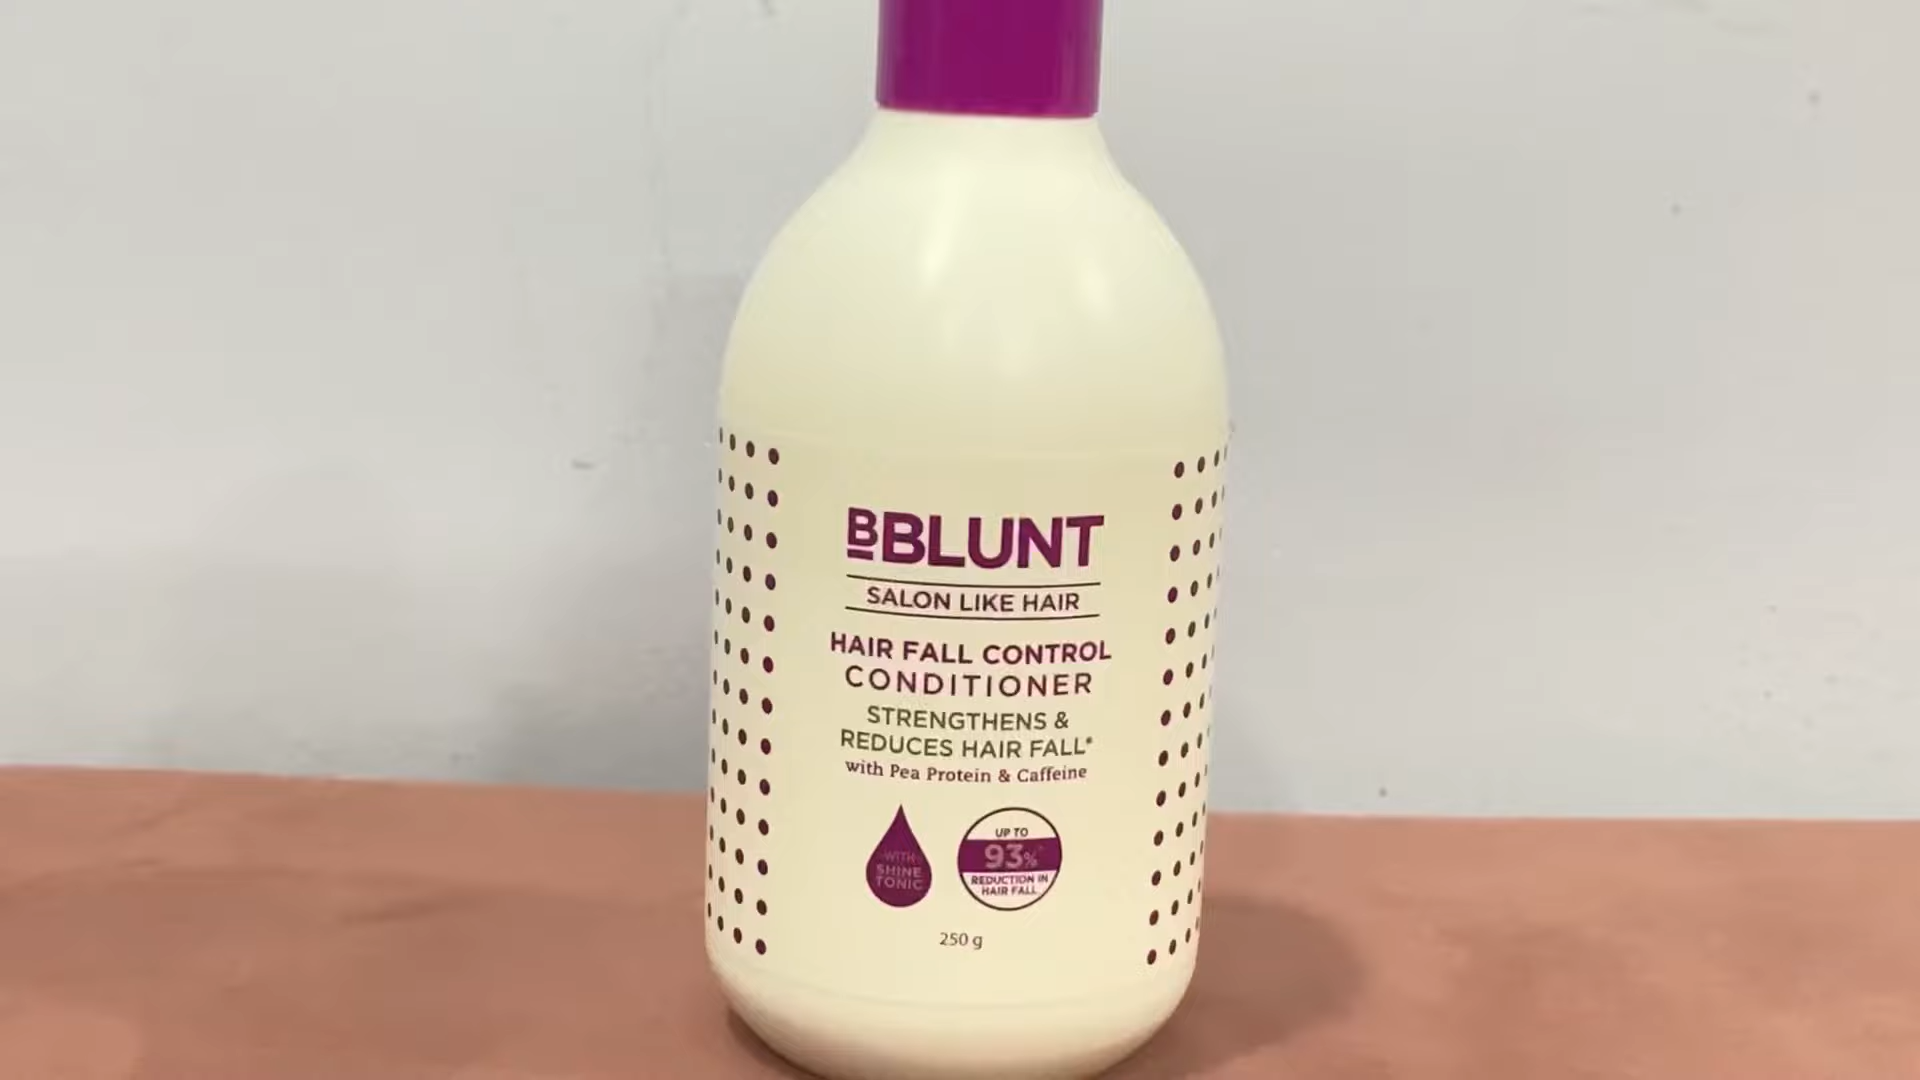 BBLUNT
SALON LIKE HAIR
HAIR FALL CONTROL
CONDITIONER
STRENGTHENS &
REDUCES HAIR FALL*
with Pea Protein & Caffeine
WITH
SHINE
TONIC
UP TO
93%*
REDUCTION IN
HAIR FALL
250 g